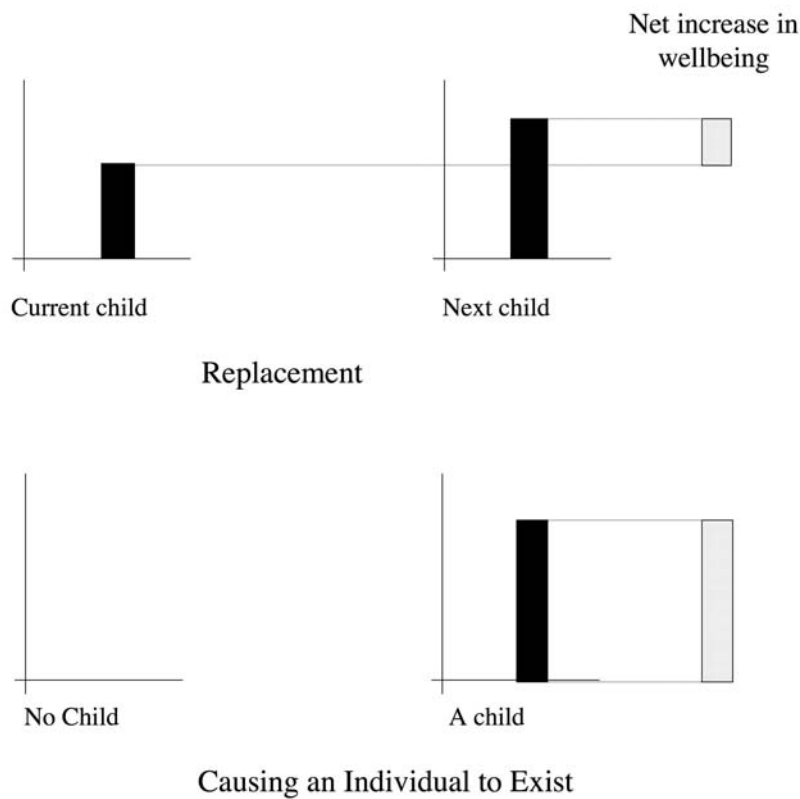 Net increase in
wellbeing
Current child
Next child
Replacement
No Child
A child
Causing an Individual to Exist